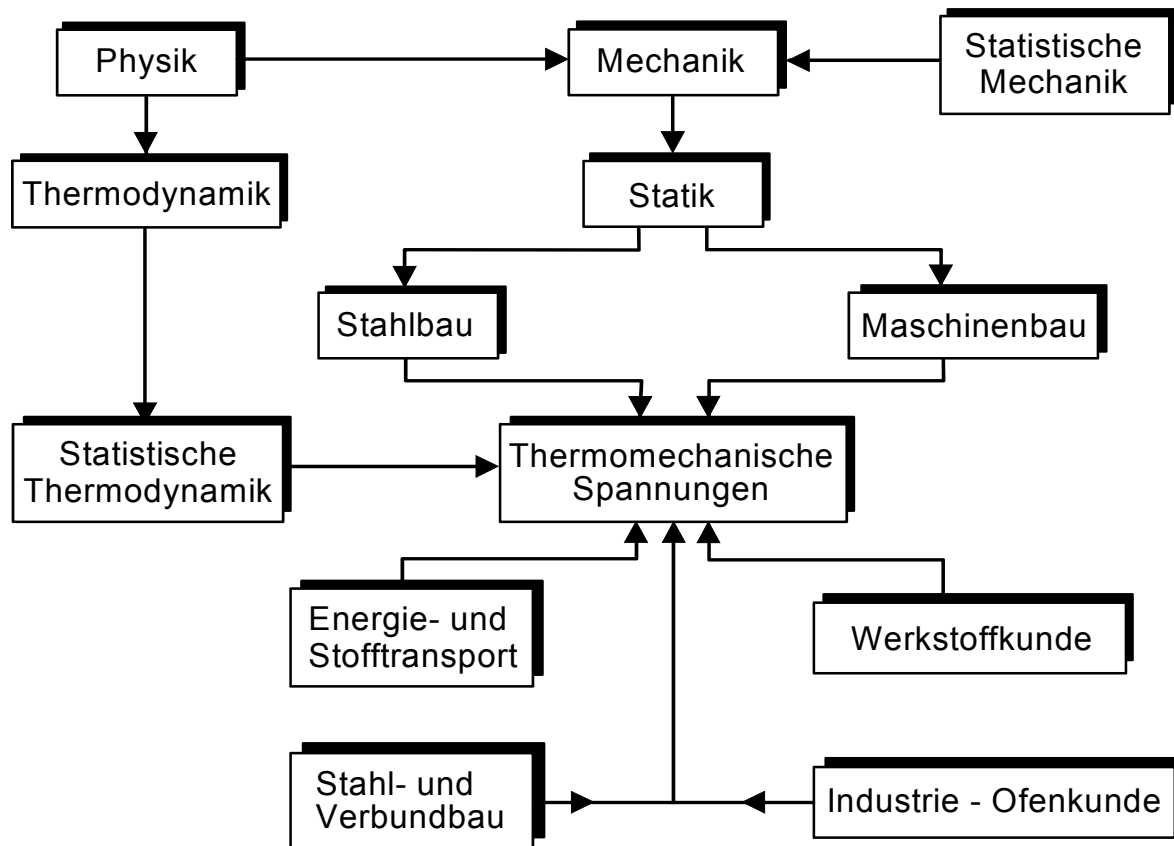 Physik
Mechanik
Statistische
Mechanik
Thermodynamik
Statik
Stahlbau
Maschinenbau
Statistische
Thermodynamik
Thermomechanische
Spannungen
Energie- und
Stofftransport
Werkstoffkunde
Stahl- und
Verbundbau
Industrie - Ofenkunde